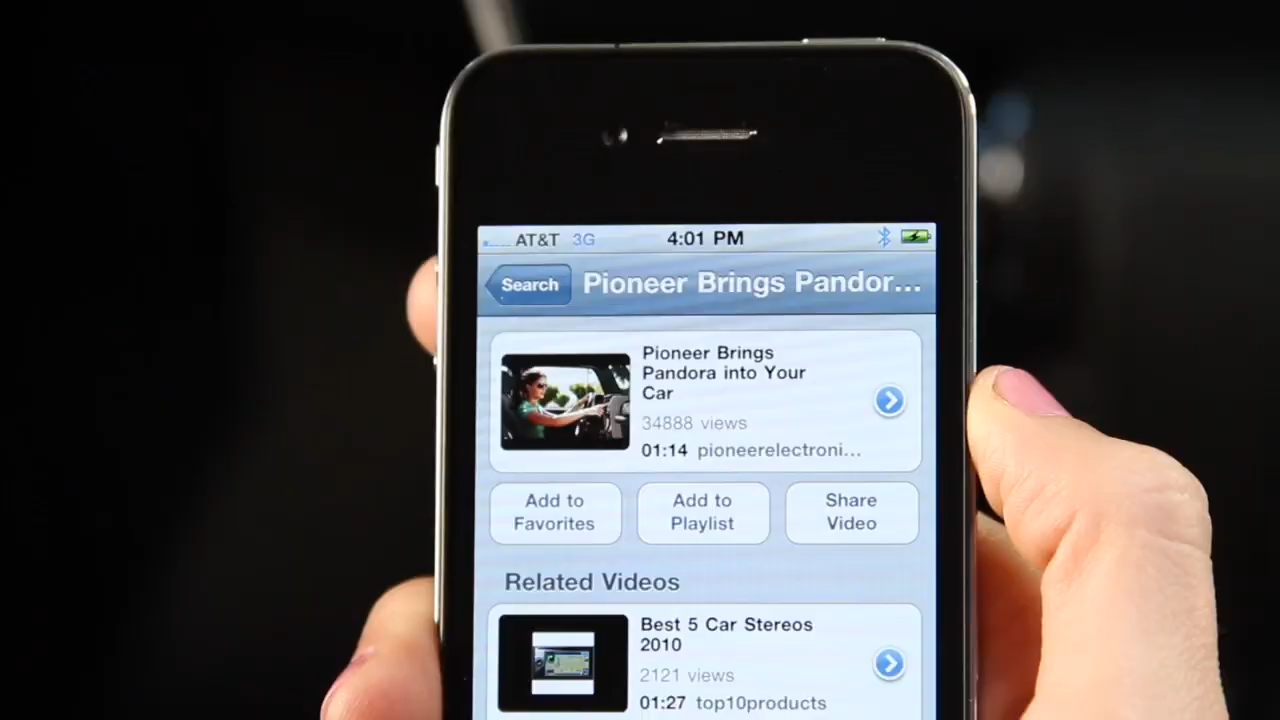 AT&T 3G 4:01 PM
Search
Pioneer Brings Pandor...
Pioneer Brings
Pandora into Your
Car
34888 views
01:14 pioneerelectroni...
Add to
Favorites
Add to
Playlist
Share
Video
Related Videos
Best 5 Car Stereos
2010
2121 views
01:27 top10products